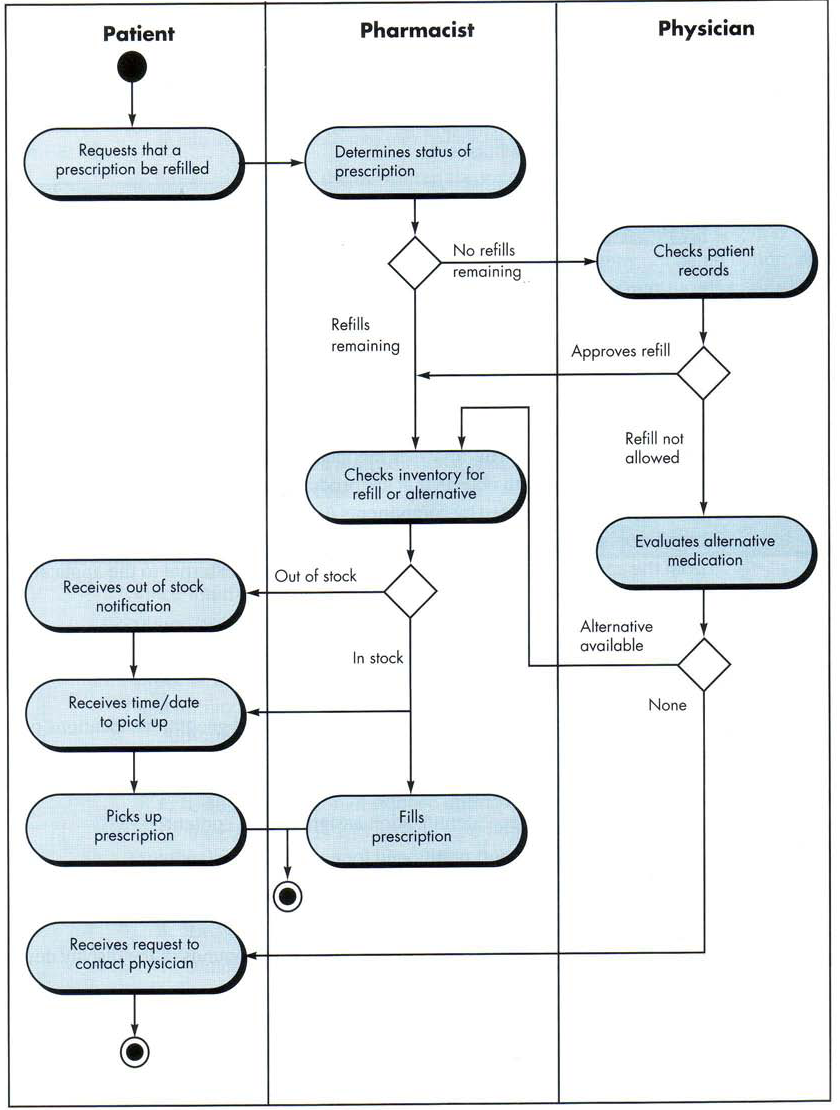 Patient
Pharmacist
Physician
Requests that a
prescription be refilled
Determines status of
prescription
No refills
remaining
Checks patient
records
Refills
remaining
Approves refill
Refill not
allowed
Checks inventory for
refill or alternative
Evaluates alternative
medication
Out of stock
Receives out of stock
notification
Alternative
available
In stock
None
Receives time/date
to pick up
Picks up
prescription
Fills
prescription
Receives request to
contact physician